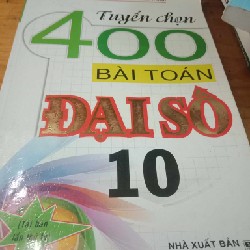 Tuyển chọn
400
BÀI TOÁN
ĐẠI SỐ
10
NHÀ XUẤT BẢN